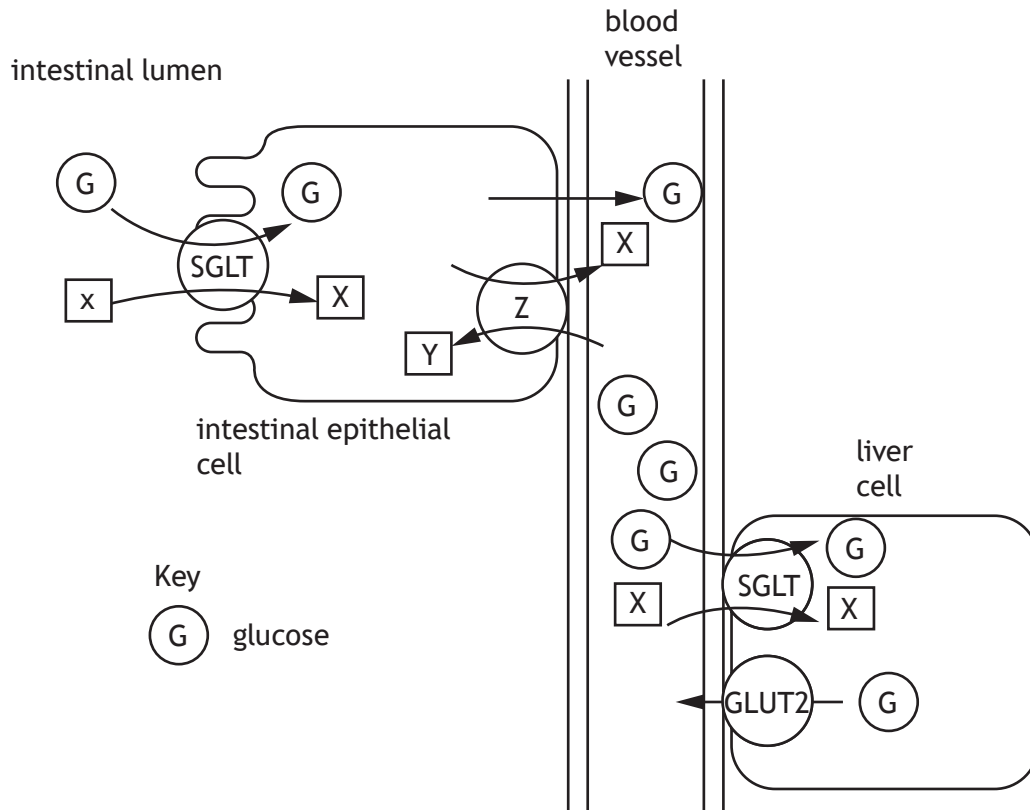 blood
vessel
intestinal lumen
G
G
G
SGLT
X
x
X
Z
Y
G
intestinal epithelial
cell
G
liver
cell
G
G
SGLT
X
X
Key
G glucose
GLUT2
G